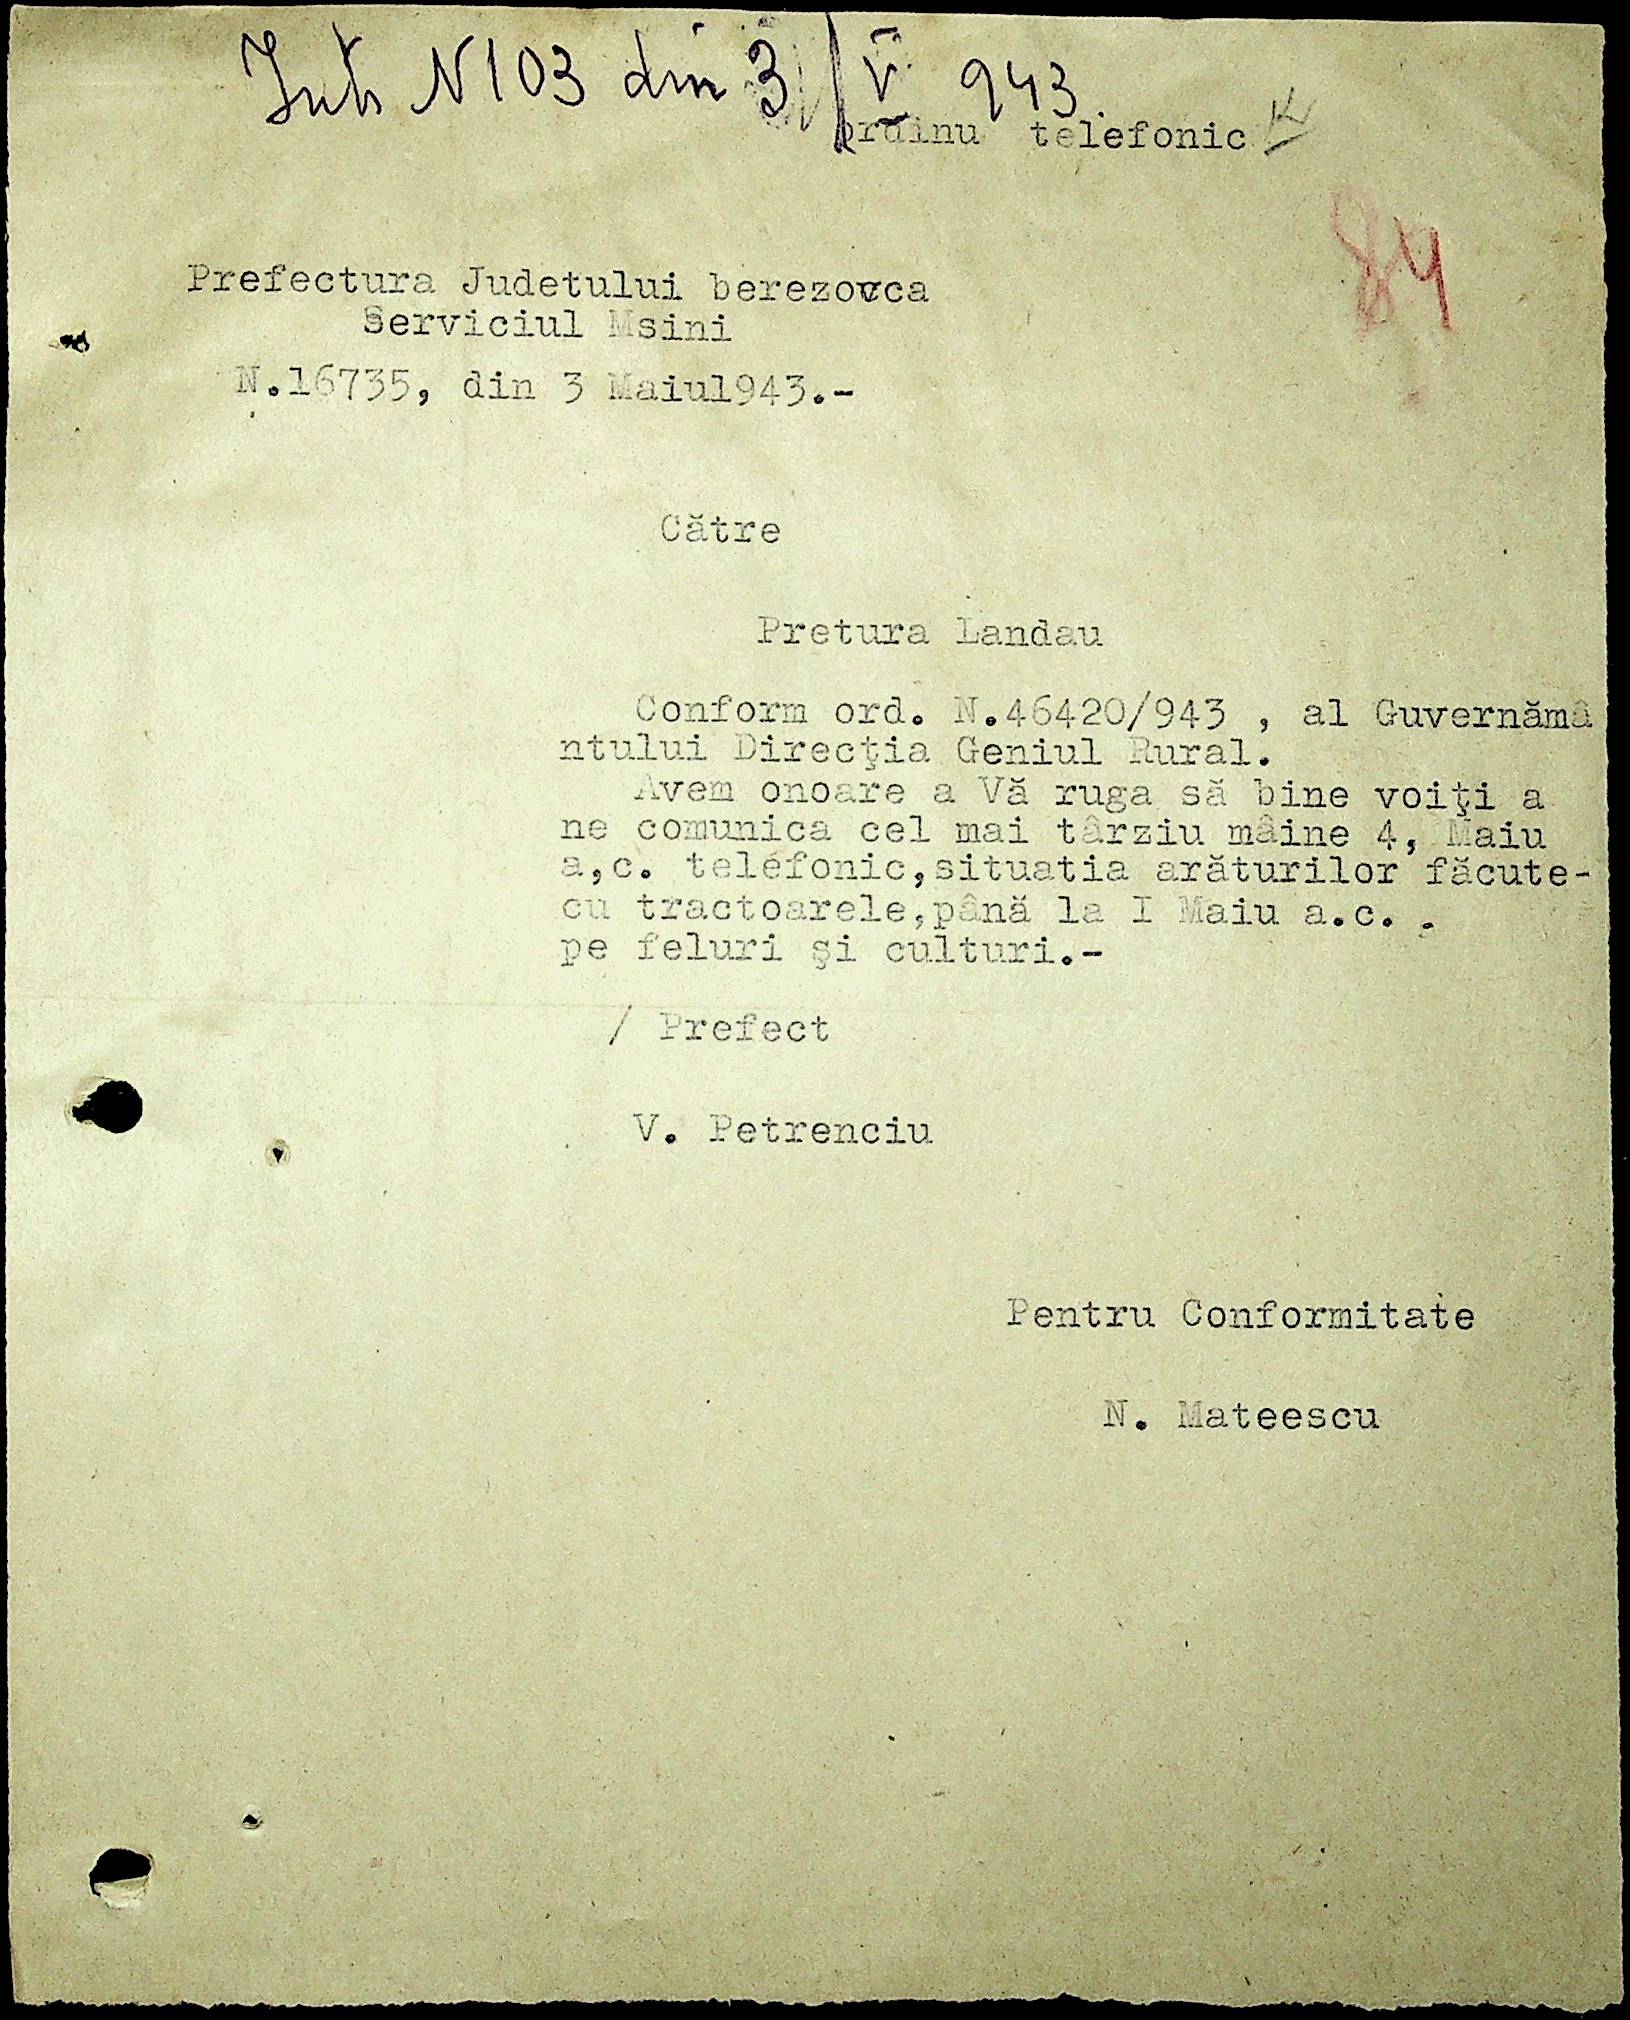 Intr N 103 din 3/V 943.
ordinu telefonic
84
Prefectura Judetului berezovca
Serviciul Msini
N.16735, din 3 Maiu1943.-
Către
Pretura Landau
Conform ord. N.46420/943 , al Guvernămâ
ntului Direcţia Geniul Rural.
Avem onoare a Vă ruga să bine voiţi a
ne comunica cel mai târziu mâine 4, Maiu
a,c. telefonic,situatia arăturilor făcute-
cu tractoarele,până la I Maiu a.c. .
pe feluri şi culturi.-
/ Prefect
V. Petrenciu
Pentru Conformitate
N. Mateescu